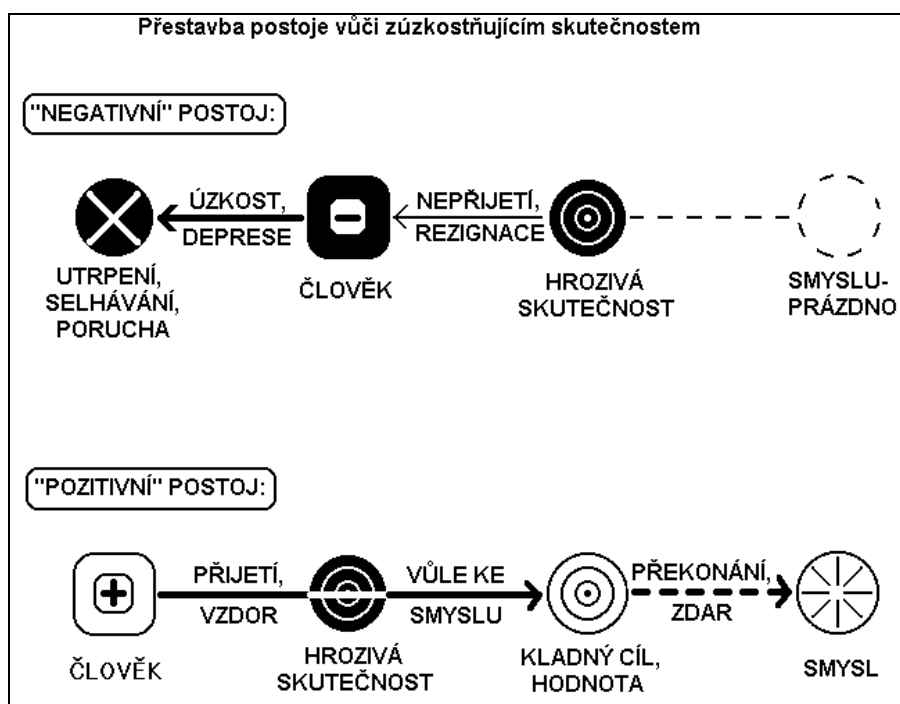 Přestavba postoje vůči zúzkostňujícím skutečnostem
"NEGATIVNÍ" POSTOJ:
ÚZKOST,
DEPRESE
NEPŘIJETÍ,
REZIGNACE
UTRPENÍ,
SELHÁVÁNÍ,
PORUCHA
ČLOVĚK
HROZIVÁ
SKUTEČNOST
SMYSLU-
PRÁZDNO
"POZITIVNÍ" POSTOJ:
PŘIJETÍ,
VZDOR
VŮLE KE
SMYSLU
PŘEKONÁNÍ,
ZDAR
ČLOVĚK
HROZIVÁ
SKUTEČNOST
KLADNÝ CÍL,
HODNOTA
SMYSL